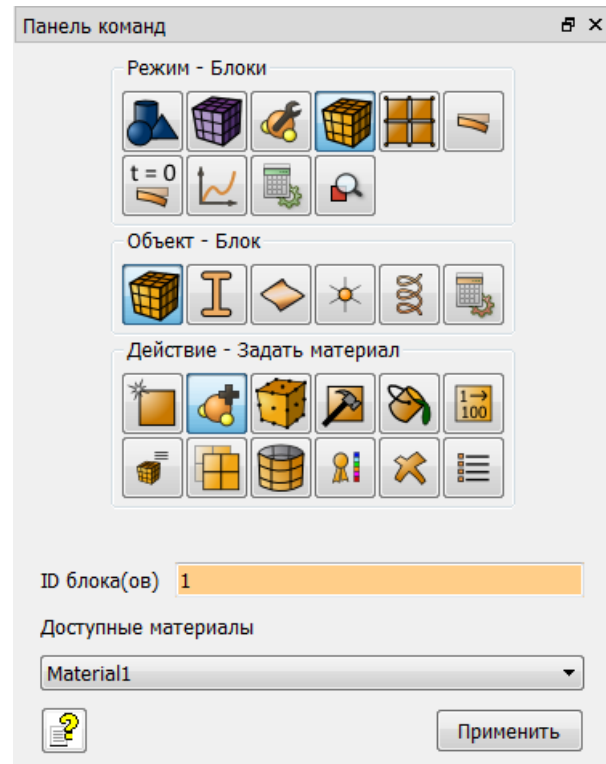 Панель команд
Режим - Блоки
t = 0
Объект - Блок
Действие - Задать материал
1→
100
ID блока(ов) 1
Доступные материалы
Material1
Применить